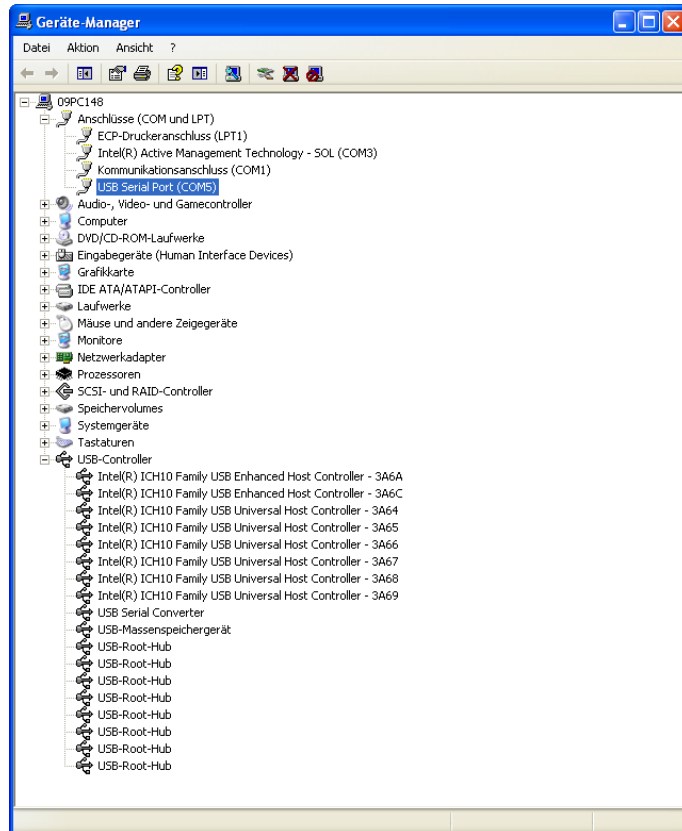 Geräte-Manager
Datei Aktion Ansicht ?
09PC148
Anschlüsse (COM und LPT)
ECP-Druckeranschluss (LPT1)
Intel(R) Active Management Technology - SOL (COM3)
Kommunikationsanschluss (COM1)
USB Serial Port (COM5)
Audio-, Video- und Gamecontroller
Computer
DVD/CD-ROM-Laufwerke
Eingabegeräte (Human Interface Devices)
Grafikkarte
IDE ATA/ATAPI-Controller
Laufwerke
Mäuse und andere Zeigegeräte
Monitore
Netzwerkadapter
Prozessoren
SCSI- und RAID-Controller
Speichervolumes
Systemgeräte
Tastaturen
USB-Controller
Intel(R) ICH10 Family USB Enhanced Host Controller - 3A6A
Intel(R) ICH10 Family USB Enhanced Host Controller - 3A6C
Intel(R) ICH10 Family USB Universal Host Controller - 3A64
Intel(R) ICH10 Family USB Universal Host Controller - 3A65
Intel(R) ICH10 Family USB Universal Host Controller - 3A66
Intel(R) ICH10 Family USB Universal Host Controller - 3A67
Intel(R) ICH10 Family USB Universal Host Controller - 3A68
Intel(R) ICH10 Family USB Universal Host Controller - 3A69
USB Serial Converter
USB-Massenspeichergerät
USB-Root-Hub
USB-Root-Hub
USB-Root-Hub
USB-Root-Hub
USB-Root-Hub
USB-Root-Hub
USB-Root-Hub
USB-Root-Hub